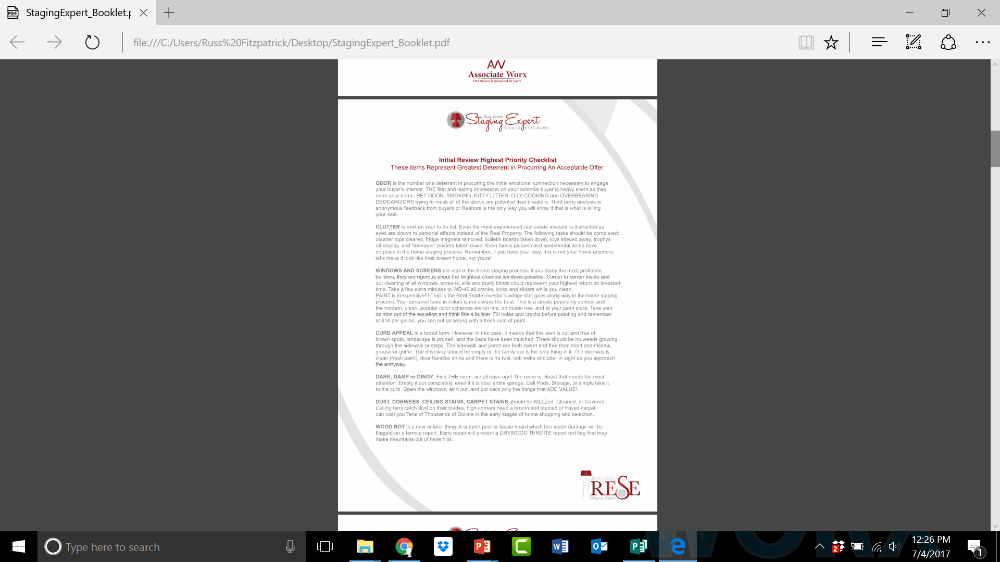 StagingExpert_Booklet.p
file:///C:/Users/Russ%20Fitzpatrick/Desktop/StagingExpert_Booklet.pdf
AW
Associate Worx
Our success is measured by yours.
Real Estate
Staging Expert
HIGHER STANDARD
Initial Review Highest Priority Checklist
These items Represent Greatest Deterrent in Procurring An Acceptable Offer:
ODOR is the number one deterrent in procuring the initial emotional connection necessary to engage
your buyer's interest. THE first and lasting impression on your potential buyer is heavy scent as they
enter your home; PET ODOR, SMOKING, KITTY LITTER, OILY COOKING and OVERBEARING
DEODARIZORS trying to mask all of the above are potential deal breakers. Third party analysis or
anonymous feedback from buyers or Realtors is the only way you will know if that is what is killing
your sale.
CLUTTER is next on your to do list. Even the most experienced real estate investor is distracted as
eyes are drawn to personal effects instead of the Real Property. The following tasks should be completed:
counter tops cleared, fridge magnets removed, bulletin boards taken down, toys stowed away, trophys
off display, and “teenager” posters taken down. Even family pictures and sentimental items have
no place in the home staging process. Remember, if you have your way, this is not your home anymore,
let's make it look like their dream home, not yours!
WINDOWS AND SCREENS are vital in the home staging process. If you study the most profitable
builders, they are rigorous about the brightest cleanest windows possible. Corner to corner inside and
out cleaning of all windows, screens, sills and dusty blinds could represent your highest return on invested
time. Take a few extra minutes to WD-40 all cranks, locks and sliders while you clean.
PAINT is inexpensive!!! That is the Real Estate investor's adage that goes along way in the home staging
process. Your personal taste in colors is not always the best. This is a simple popularity contest and
the modern, clean, popular color schemes are on line, on model row, and at your paint store. Take your
opinion out of the equation and think like a builder. Fill holes and cracks before painting and remember
at $14 per gallon, you can not go wrong with a fresh coat of paint.
CURB APPEAL is a broad term. However, in this case, it means that the lawn is cut and free of
brown spots, landscape is pruned, and the beds have been mulched. There should be no weeds growing
through the sidewalk or steps. The sidewalk and porch are both swept and free from mold and mildew,
grease or grime. The driveway should be empty or the family car is the only thing in it. The doorway is
clean (fresh paint), door handles shine and there is no rust, cob webs or clutter in sight as you approach
the entryway.
DARK, DAMP or DINGY. Find THE room, we all have one! The room or closet that needs the most
attention. Empty it out completely, even if it is your entire garage. Call Pods, Storage, or simply take it
to the curb. Open the windows, air it out, and put back only the things that ADD VALUE!
DUST, COBWEBS, CEILING STAINS, CARPET STAINS should be KILLZed, Cleaned, or Covered.
Ceiling fans catch dust on their blades, high corners need a broom and stained or frayed carpet
can cost you Tens of Thousands of Dollars in the early stages of home shopping and selection.
WOOD ROT is a now or later thing. A support post or fascia board which has water damage will be
flagged on a termite report. Early repair will prevent a DRYWOOD TERMITE report red flag that may
make mountains out of mole hills.
REAL ESTATE
RESE
Staging Expert
Type here to search
12:26 PM
7/4/2017
2
1